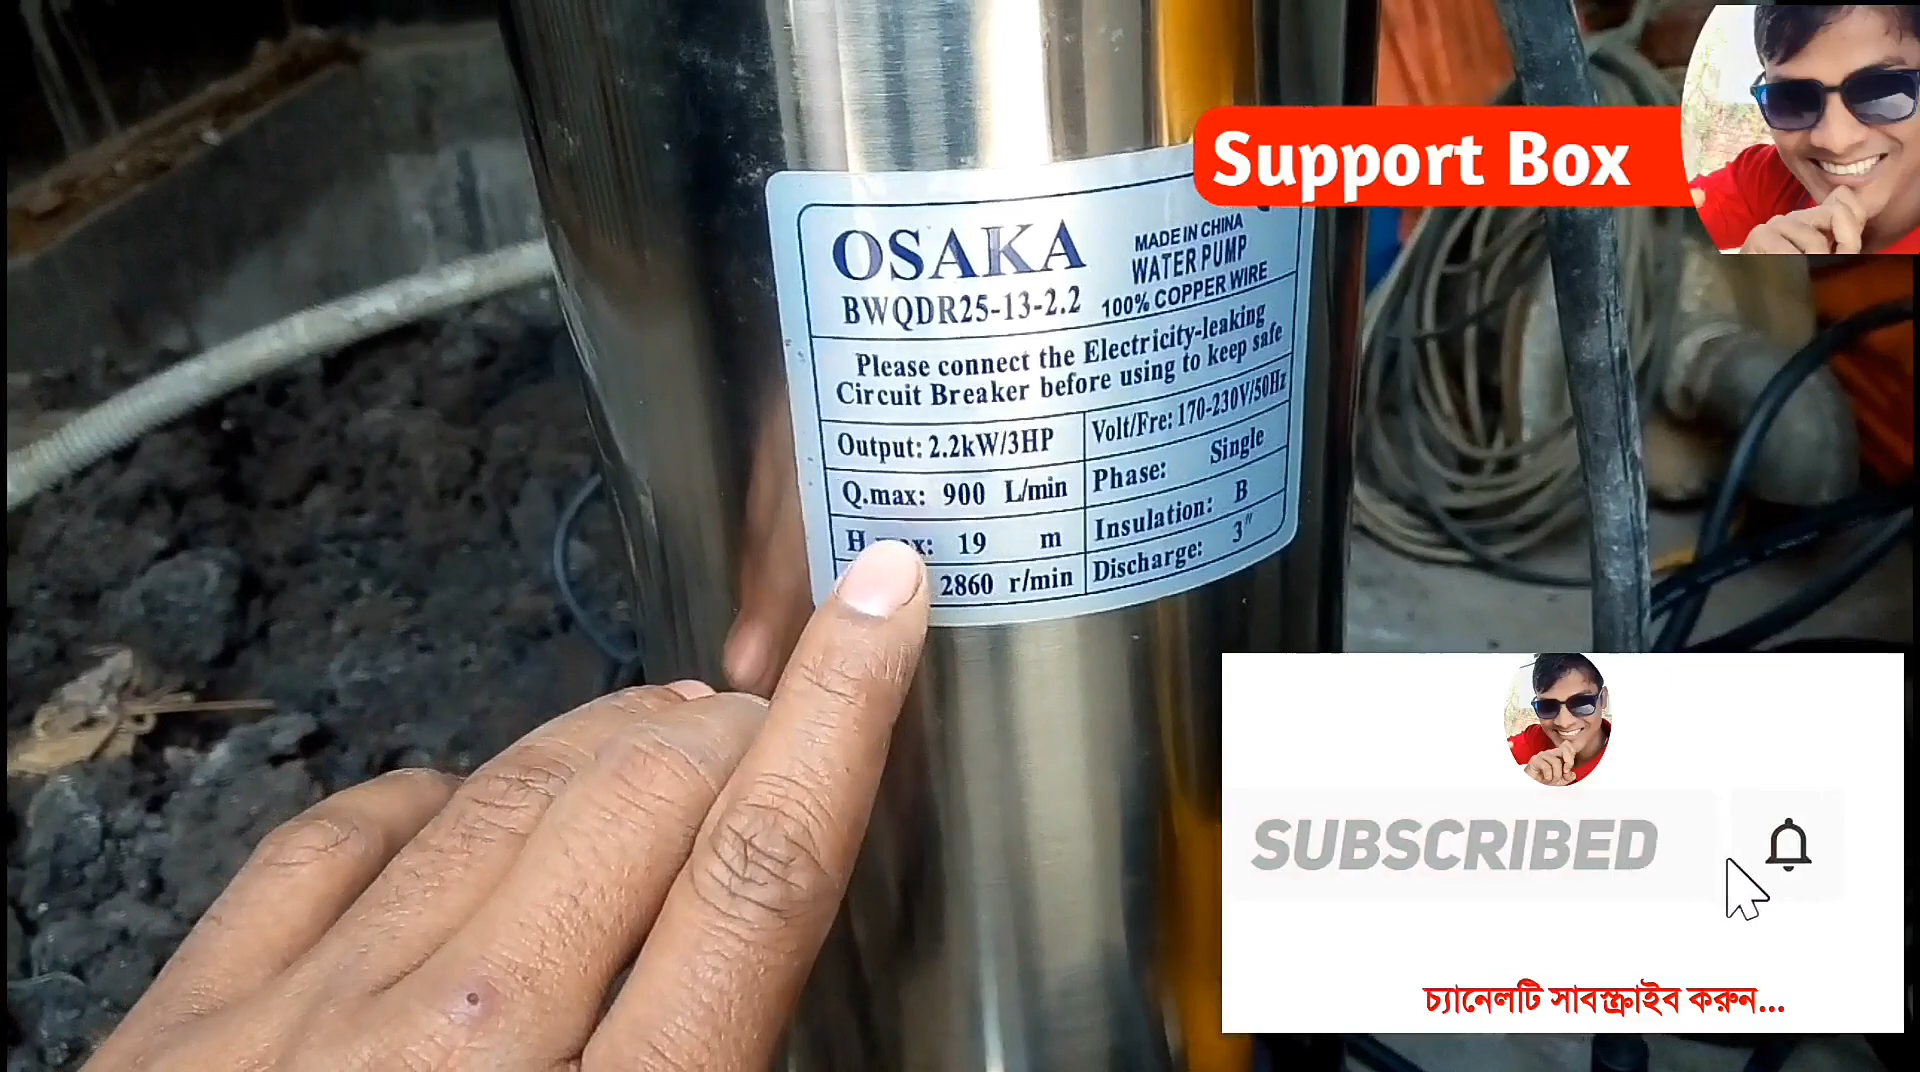 Support Box
OSAKA
BWQDR25-13-2.2
MADE IN CHINA
WATER PUMP
100% COPPER WIRE
Please connect the Electricity-leaking
Circuit Breaker before using to keep safe
Output: 2.2kW/3HP
Volt/Fre: 170-230V/50Hz
Q.max: 900 L/min
Phase: Single
H.max: 19 m
Insulation: B
2860 r/min
Discharge: 3"
SUBSCRIBED
চ্যানেলটি সাবস্ক্রাইব করুন...